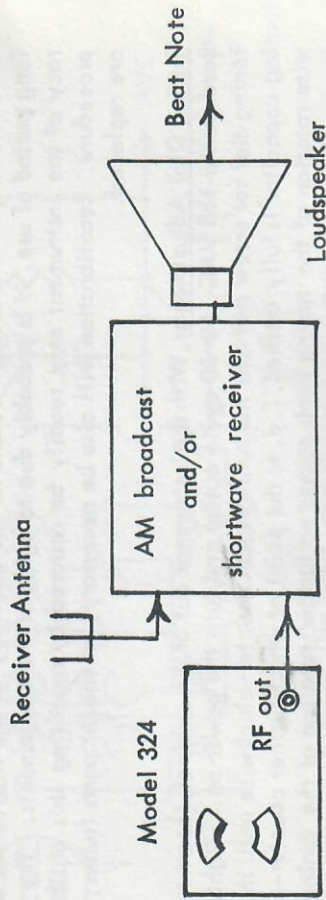 Receiver Antenna
Model 324
RF out
AM broadcast
and/or
shortwave receiver
Beat Note
Loudspeaker